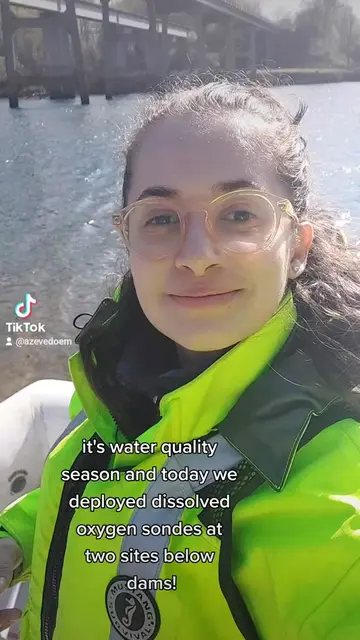 TikTok
@azevedoem
it's water quality
season and today we
deployed dissolved
oxygen sondes at
two sites below
dams!
MUSTANG